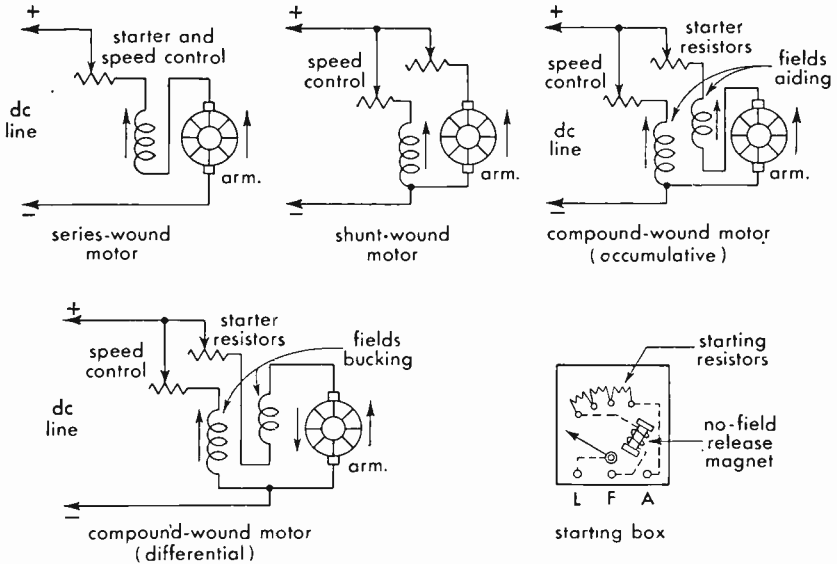 +
starter and
speed control
dc
line
arm.
−
series-wound
motor
+
speed
control
arm.
−
shunt-wound
motor
+
starter
resistors
speed
control
fields
aiding
dc
line
arm.
−
compound-wound motor
(accumulative)
+
starter
resistors
speed
control
fields
bucking
dc
line
arm.
−
compound-wound motor
(differential)
starting
resistors
no-field
release
magnet
L F A
starting box